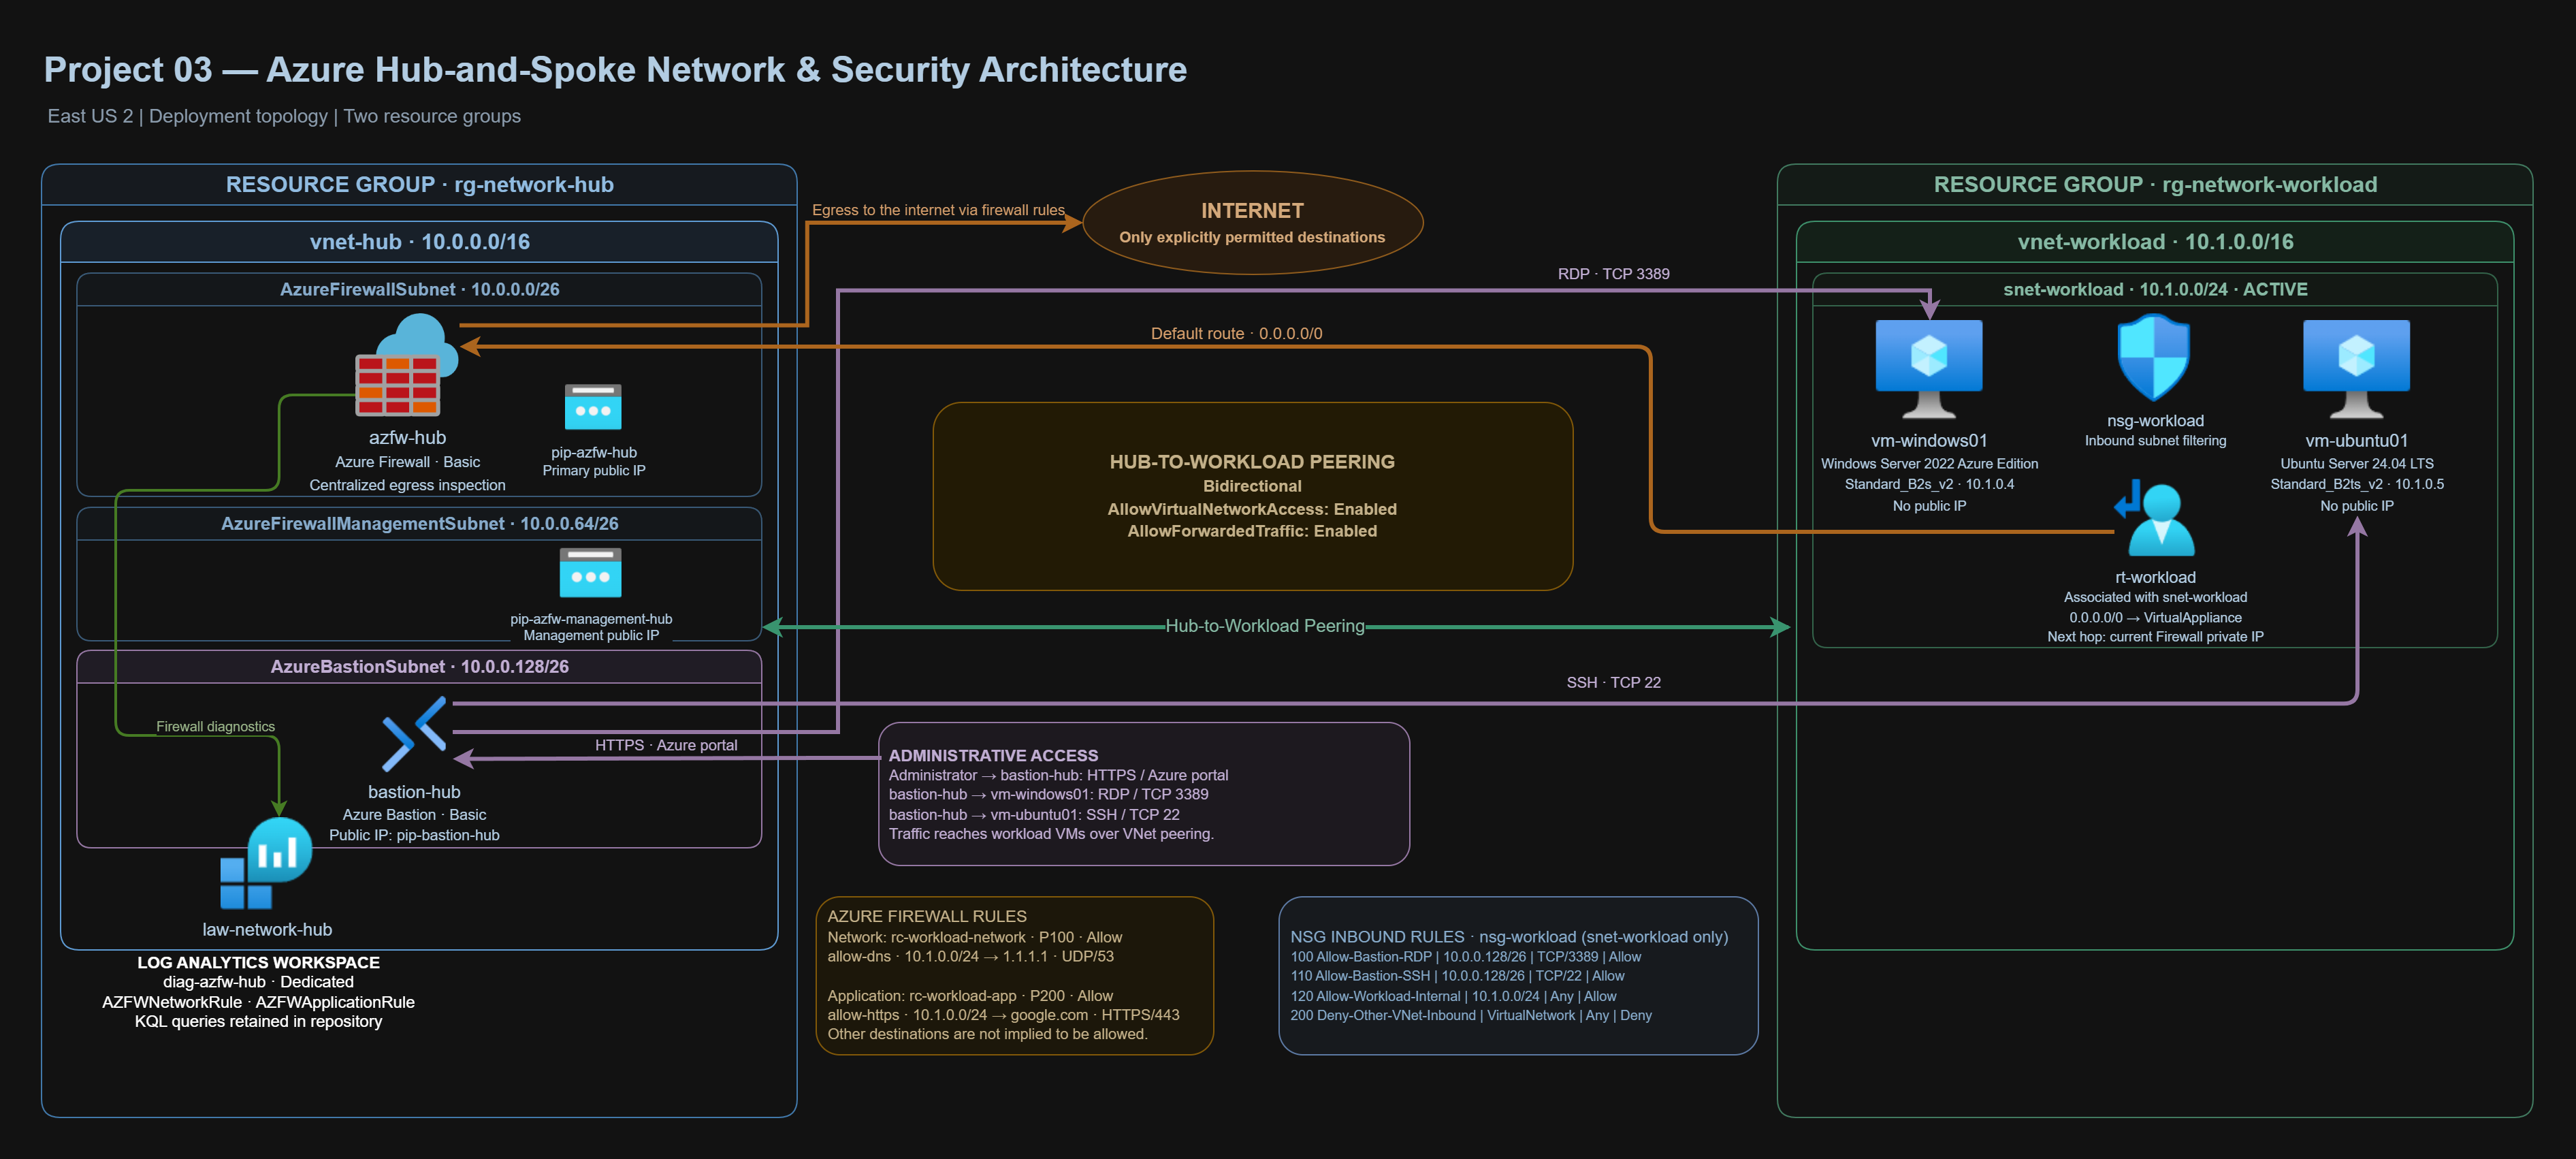 Project 03 — Azure Hub-and-Spoke Network & Security Architecture
East US 2 | Deployment topology | Two resource groups
RESOURCE GROUP · rg-network-hub
vnet-hub · 10.0.0.0/16
AzureFirewallSubnet · 10.0.0.0/26
azfw-hub
Azure Firewall · Basic
Centralized egress inspection
pip-azfw-hub
Primary public IP
AzureFirewallManagementSubnet · 10.0.0.64/26
pip-azfw-management-hub
Management public IP
AzureBastionSubnet · 10.0.0.128/26
Firewall diagnostics
bastion-hub
Azure Bastion · Basic
Public IP: pip-bastion-hub
law-network-hub
LOG ANALYTICS WORKSPACE
diag-azfw-hub · Dedicated
AZFWNetworkRule · AZFWApplicationRule
KQL queries retained in repository
Egress to the internet via firewall rules
INTERNET
Only explicitly permitted destinations
RDP · TCP 3389
Default route · 0.0.0.0/0
HUB-TO-WORKLOAD PEERING
Bidirectional
AllowVirtualNetworkAccess: Enabled
AllowForwardedTraffic: Enabled
Hub-to-Workload Peering
SSH · TCP 22
HTTPS · Azure portal
ADMINISTRATIVE ACCESS
Administrator → bastion-hub: HTTPS / Azure portal
bastion-hub → vm-windows01: RDP / TCP 3389
bastion-hub → vm-ubuntu01: SSH / TCP 22
Traffic reaches workload VMs over VNet peering.
AZURE FIREWALL RULES
Network: rc-workload-network · P100 · Allow
allow-dns · 10.1.0.0/24 → 1.1.1.1 · UDP/53
Application: rc-workload-app · P200 · Allow
allow-https · 10.1.0.0/24 → google.com · HTTPS/443
Other destinations are not implied to be allowed.
NSG INBOUND RULES · nsg-workload (snet-workload only)
100 Allow-Bastion-RDP | 10.0.0.128/26 | TCP/3389 | Allow
110 Allow-Bastion-SSH | 10.0.0.128/26 | TCP/22 | Allow
120 Allow-Workload-Internal | 10.1.0.0/24 | Any | Allow
200 Deny-Other-VNet-Inbound | VirtualNetwork | Any | Deny
RESOURCE GROUP · rg-network-workload
vnet-workload · 10.1.0.0/16
snet-workload · 10.1.0.0/24 · ACTIVE
vm-windows01
Windows Server 2022 Azure Edition
Standard_B2s_v2 · 10.1.0.4
No public IP
nsg-workload
Inbound subnet filtering
vm-ubuntu01
Ubuntu Server 24.04 LTS
Standard_B2ts_v2 · 10.1.0.5
No public IP
rt-workload
Associated with snet-workload
0.0.0.0/0 → VirtualAppliance
Next hop: current Firewall private IP